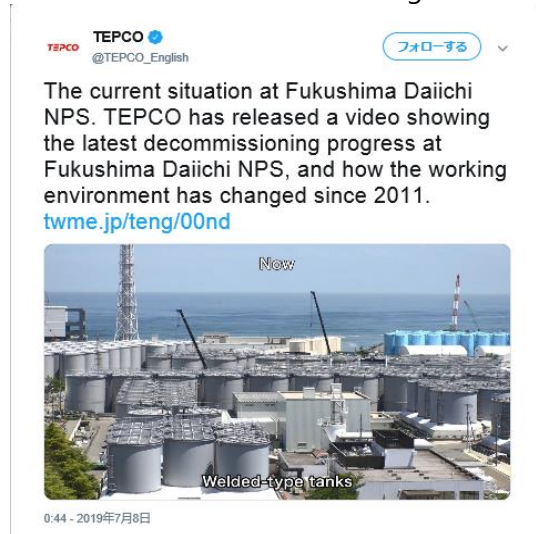 TEPCO
TEPCO
@TEPCO_English
フォローする
The current situation at Fukushima Daiichi
NPS. TEPCO has released a video showing
the latest decommissioning progress at
Fukushima Daiichi NPS, and how the working
environment has changed since 2011.
twme.jp/teng/00nd
Now
Welded-type tanks
0:44 - 2019年7月8日